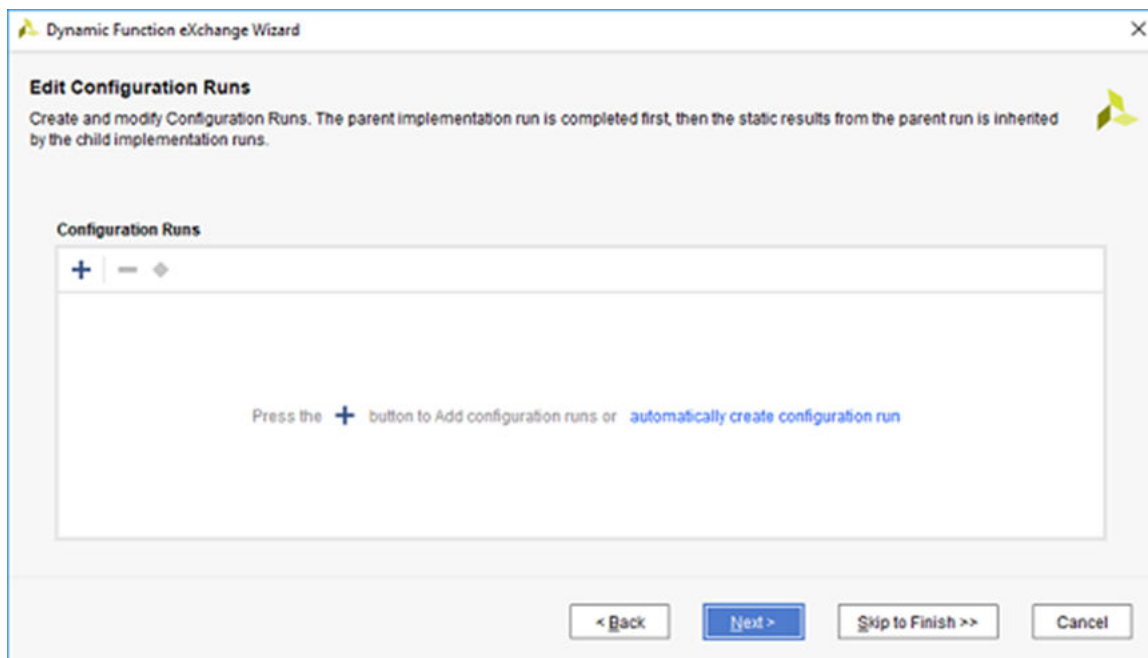 Dynamic Function eXchange Wizard
Edit Configuration Runs
Create and modify Configuration Runs. The parent implementation run is completed first, then the static results from the parent run is inherited
by the child implementation runs.
Configuration Runs
Press the + button to Add configuration runs or automatically create configuration run
< Back Next > Skip to Finish >> Cancel